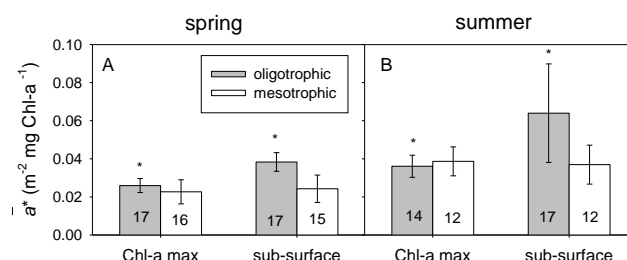 spring summer
0.10 A B *
oligotrophic
0.08 mesotrophic
0.06
*
0.04 * *
0.02
17 16 17 15 14 12 17 12
0.00
Chl-a max sub-surface Chl-a max sub-surface
a̅* (m⁻² mg Chl-a⁻¹)